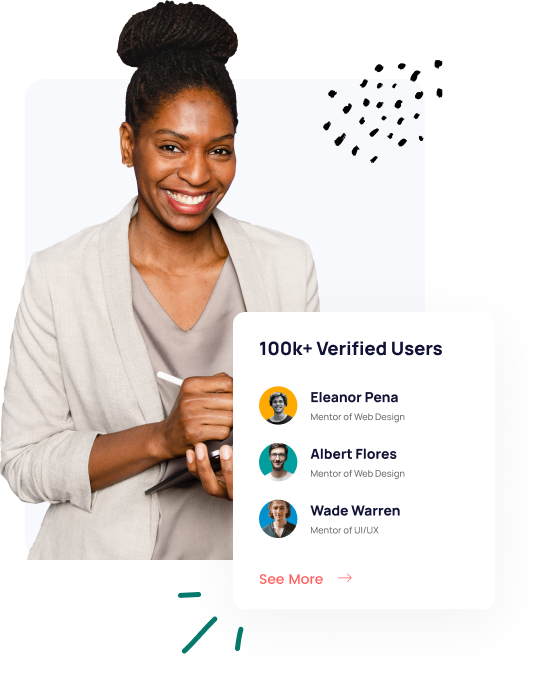 100k+ Verified Users
Eleanor Pena
Mentor of Web Design
Albert Flores
Mentor of Web Design
Wade Warren
Mentor of UI/UX
See More